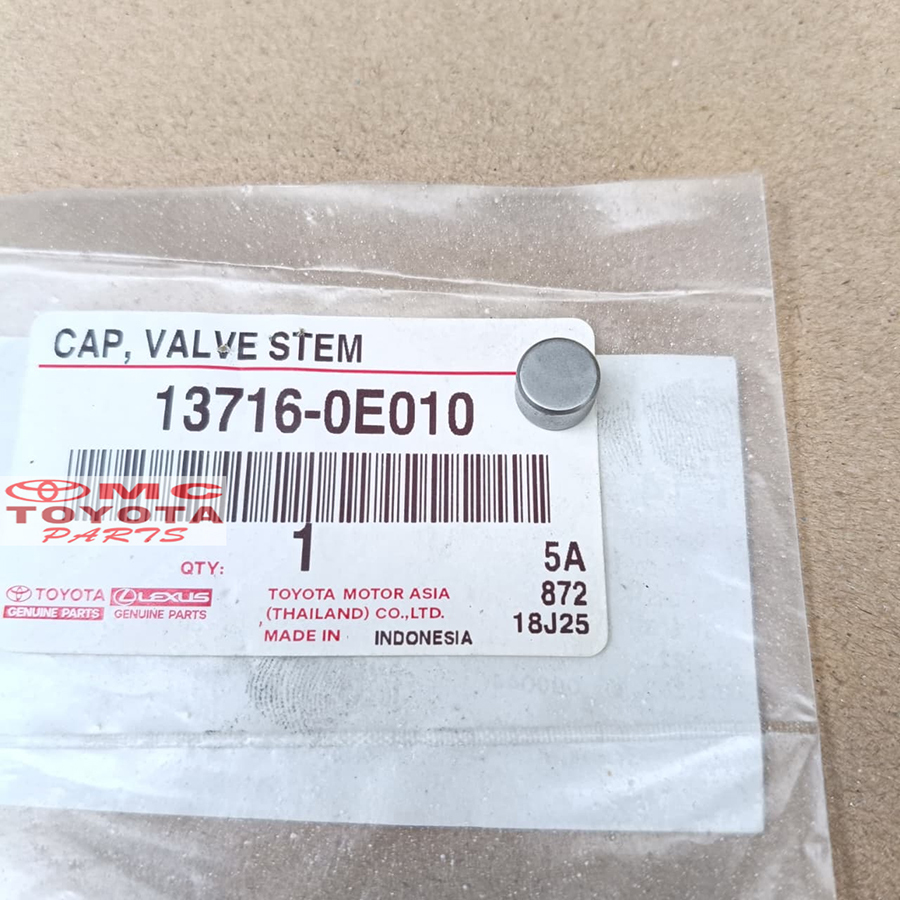 CAP, VALVE STEM
13716-0E010
OMC
TOYOTA
PARTS
QTY: 1
5A
TOYOTA
GENUINE PARTS
LEXUS
GENUINE PARTS
TOYOTA MOTOR ASIA
(THAILAND) CO.,LTD.
MADE IN INDONESIA
872
18J25